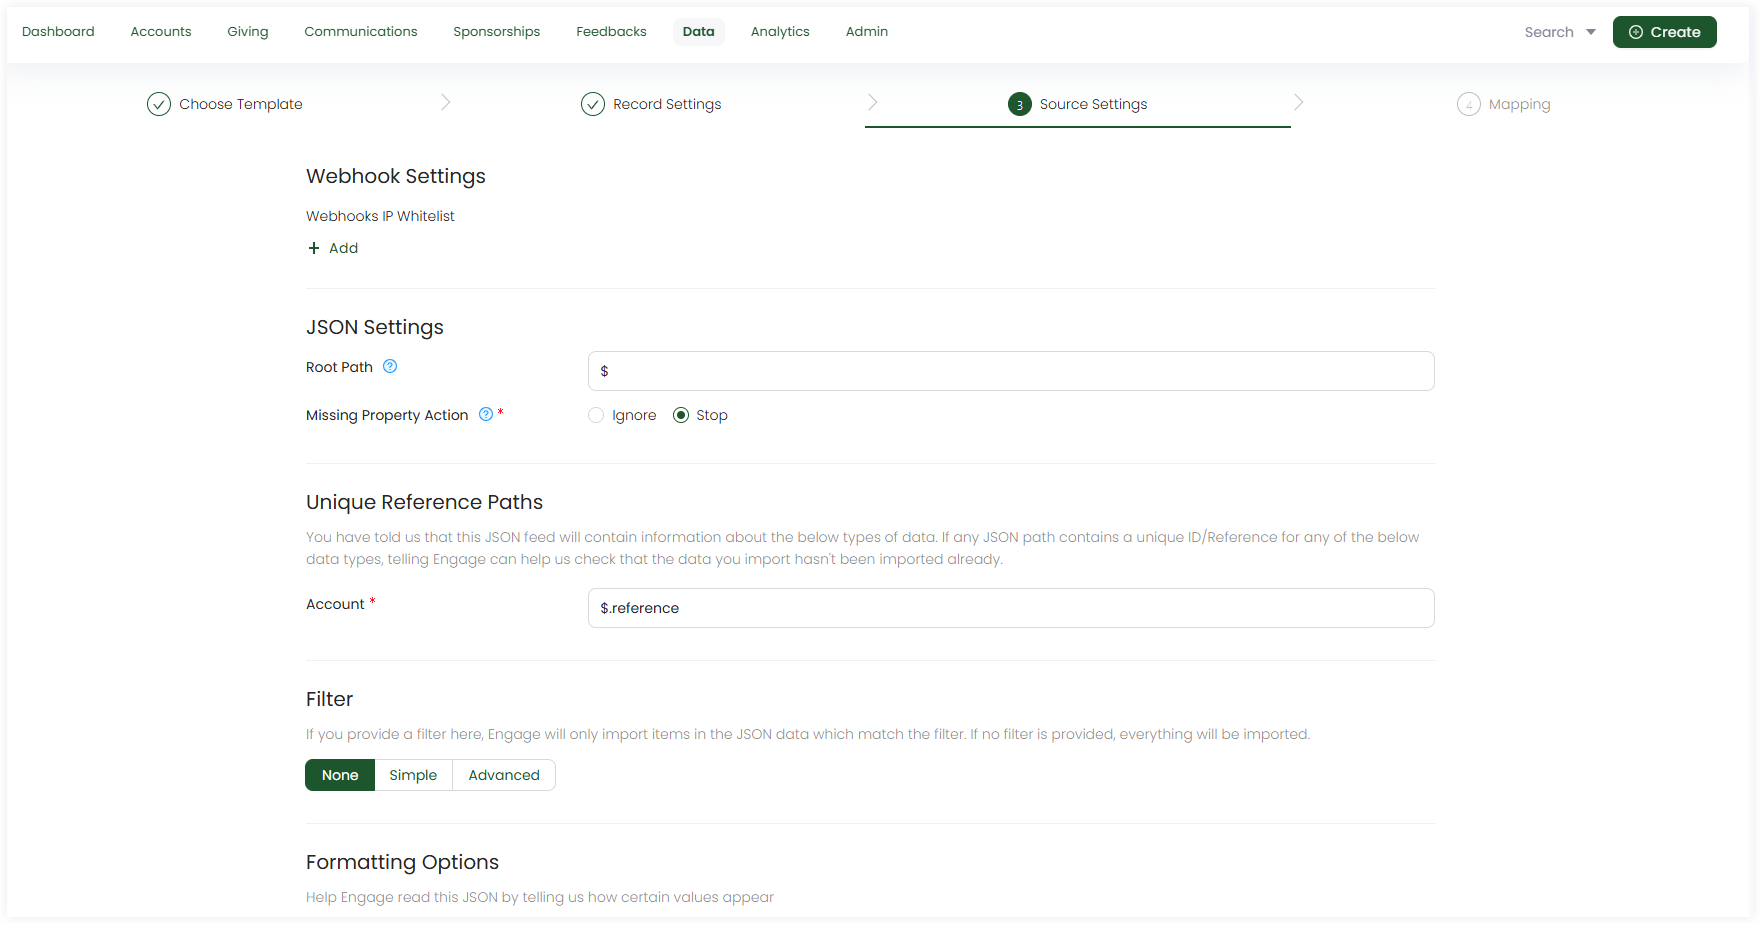 Dashboard Accounts Giving Communications Sponsorships Feedbacks Data Analytics Admin Search Create
Choose Template Record Settings 3 Source Settings 4 Mapping
Webhook Settings
Webhooks IP Whitelist
+ Add
JSON Settings
Root Path ? $
Missing Property Action ? * Ignore Stop
Unique Reference Paths
You have told us that this JSON feed will contain information about the below types of data. If any JSON path contains a unique ID/Reference for any of the below
data types, telling Engage can help us check that the data you import hasn't been imported already.
Account * $.reference
Filter
If you provide a filter here, Engage will only import items in the JSON data which match the filter. If no filter is provided, everything will be imported.
None Simple Advanced
Formatting Options
Help Engage read this JSON by telling us how certain values appear